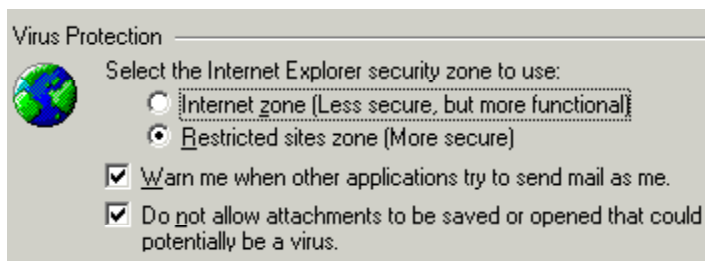 Virus Protection
Select the Internet Explorer security zone to use:
Internet zone (Less secure, but more functional)
Restricted sites zone (More secure)
Warn me when other applications try to send mail as me.
Do not allow attachments to be saved or opened that could
potentially be a virus.